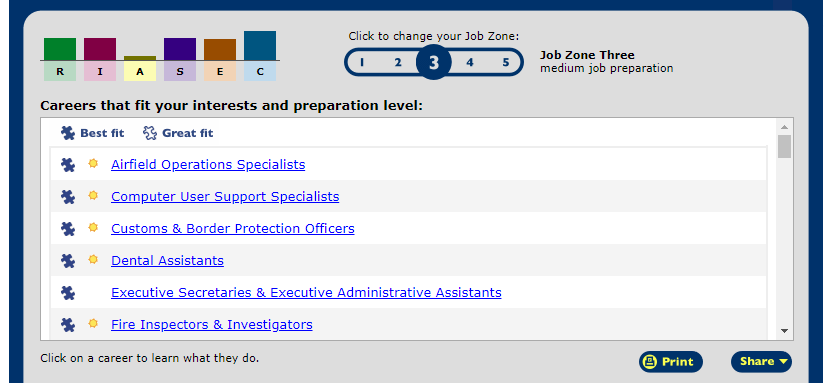 Click to change your Job Zone:
1 2 3 4 5
Job Zone Three
medium job preparation
R I A S E C
Careers that fit your interests and preparation level:
Best fit Great fit
Airfield Operations Specialists
Computer User Support Specialists
Customs & Border Protection Officers
Dental Assistants
Executive Secretaries & Executive Administrative Assistants
Fire Inspectors & Investigators
Click on a career to learn what they do.
Print Share